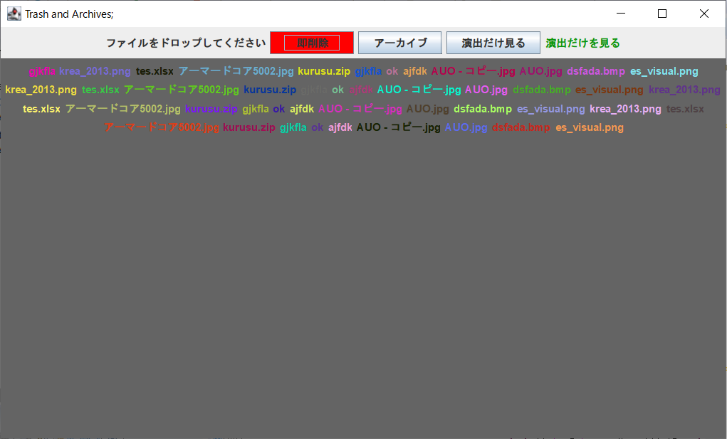 Trash and Archives;
ファイルをドロップしてください 即削除 アーカイブ 演出だけ見る 演出だけを見る
gjkfla krea_2013.png tes.xlsx アーマードコア5002.jpg kurusu.zip gjkfla ok ajfdk AUO - コピー.jpg AUO.jpg dsfada.bmp es_visual.png
krea_2013.png tes.xlsx アーマードコア5002.jpg kurusu.zip gjkfla ok ajfdk AUO - コピー.jpg AUO.jpg dsfada.bmp es_visual.png krea_2013.png
tes.xlsx アーマードコア5002.jpg kurusu.zip gjkfla ok ajfdk AUO - コピー.jpg AUO.jpg dsfada.bmp es_visual.png krea_2013.png tes.xlsx
アーマードコア5002.jpg kurusu.zip gjkfla ok ajfdk AUO - コピー.jpg AUO.jpg dsfada.bmp es_visual.png